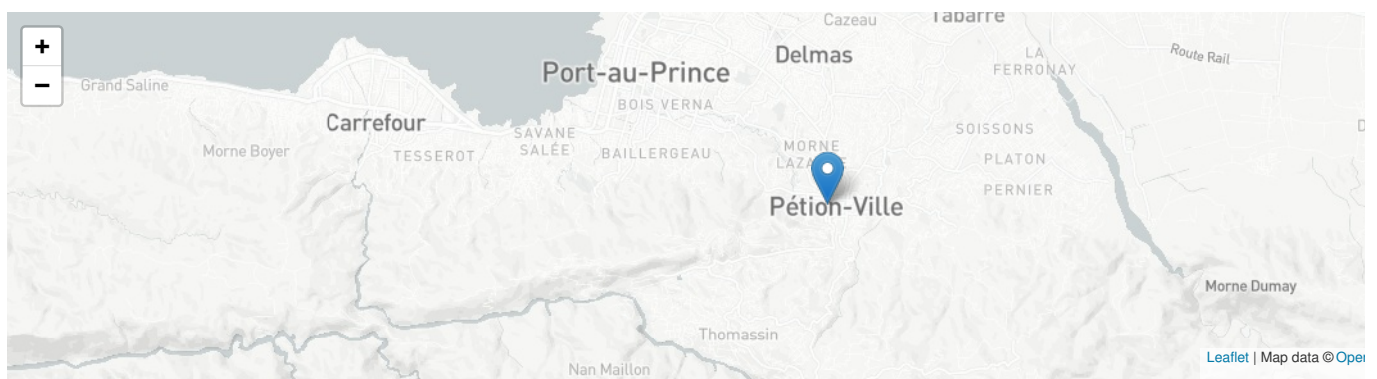 +
−
Cazeau
Tabarre
Delmas
LA
FERRONAY
Route Rail
Port-au-Prince
Grand Saline
BOIS VERNA
Carrefour
SAVANE
SALÉE
SOISSONS
Morne Boyer
TESSEROT
BAILLERGEAU
MORNE
PLATON
PERNIER
Pétion-Ville
Morne Dumay
Thomassin
Nan Maillon
Leaflet | Map data © Oper